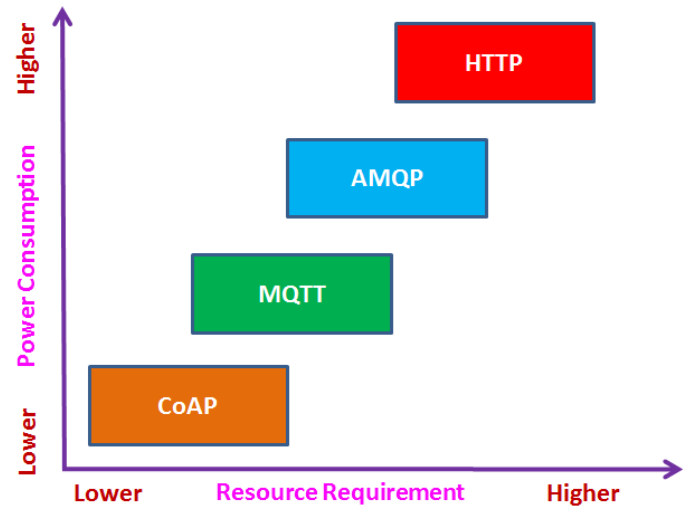 Higher
HTTP
Power Consumption
AMQP
MQTT
CoAP
Lower
Lower
Resource Requirement
Higher